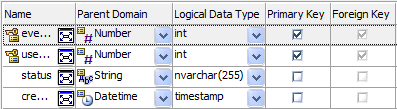 Name Parent Domain Logical Data Type Primary Key Foreign Key
eve... Number int
use... Number int
status String nvarchar(255)
cre... Datetime timestamp